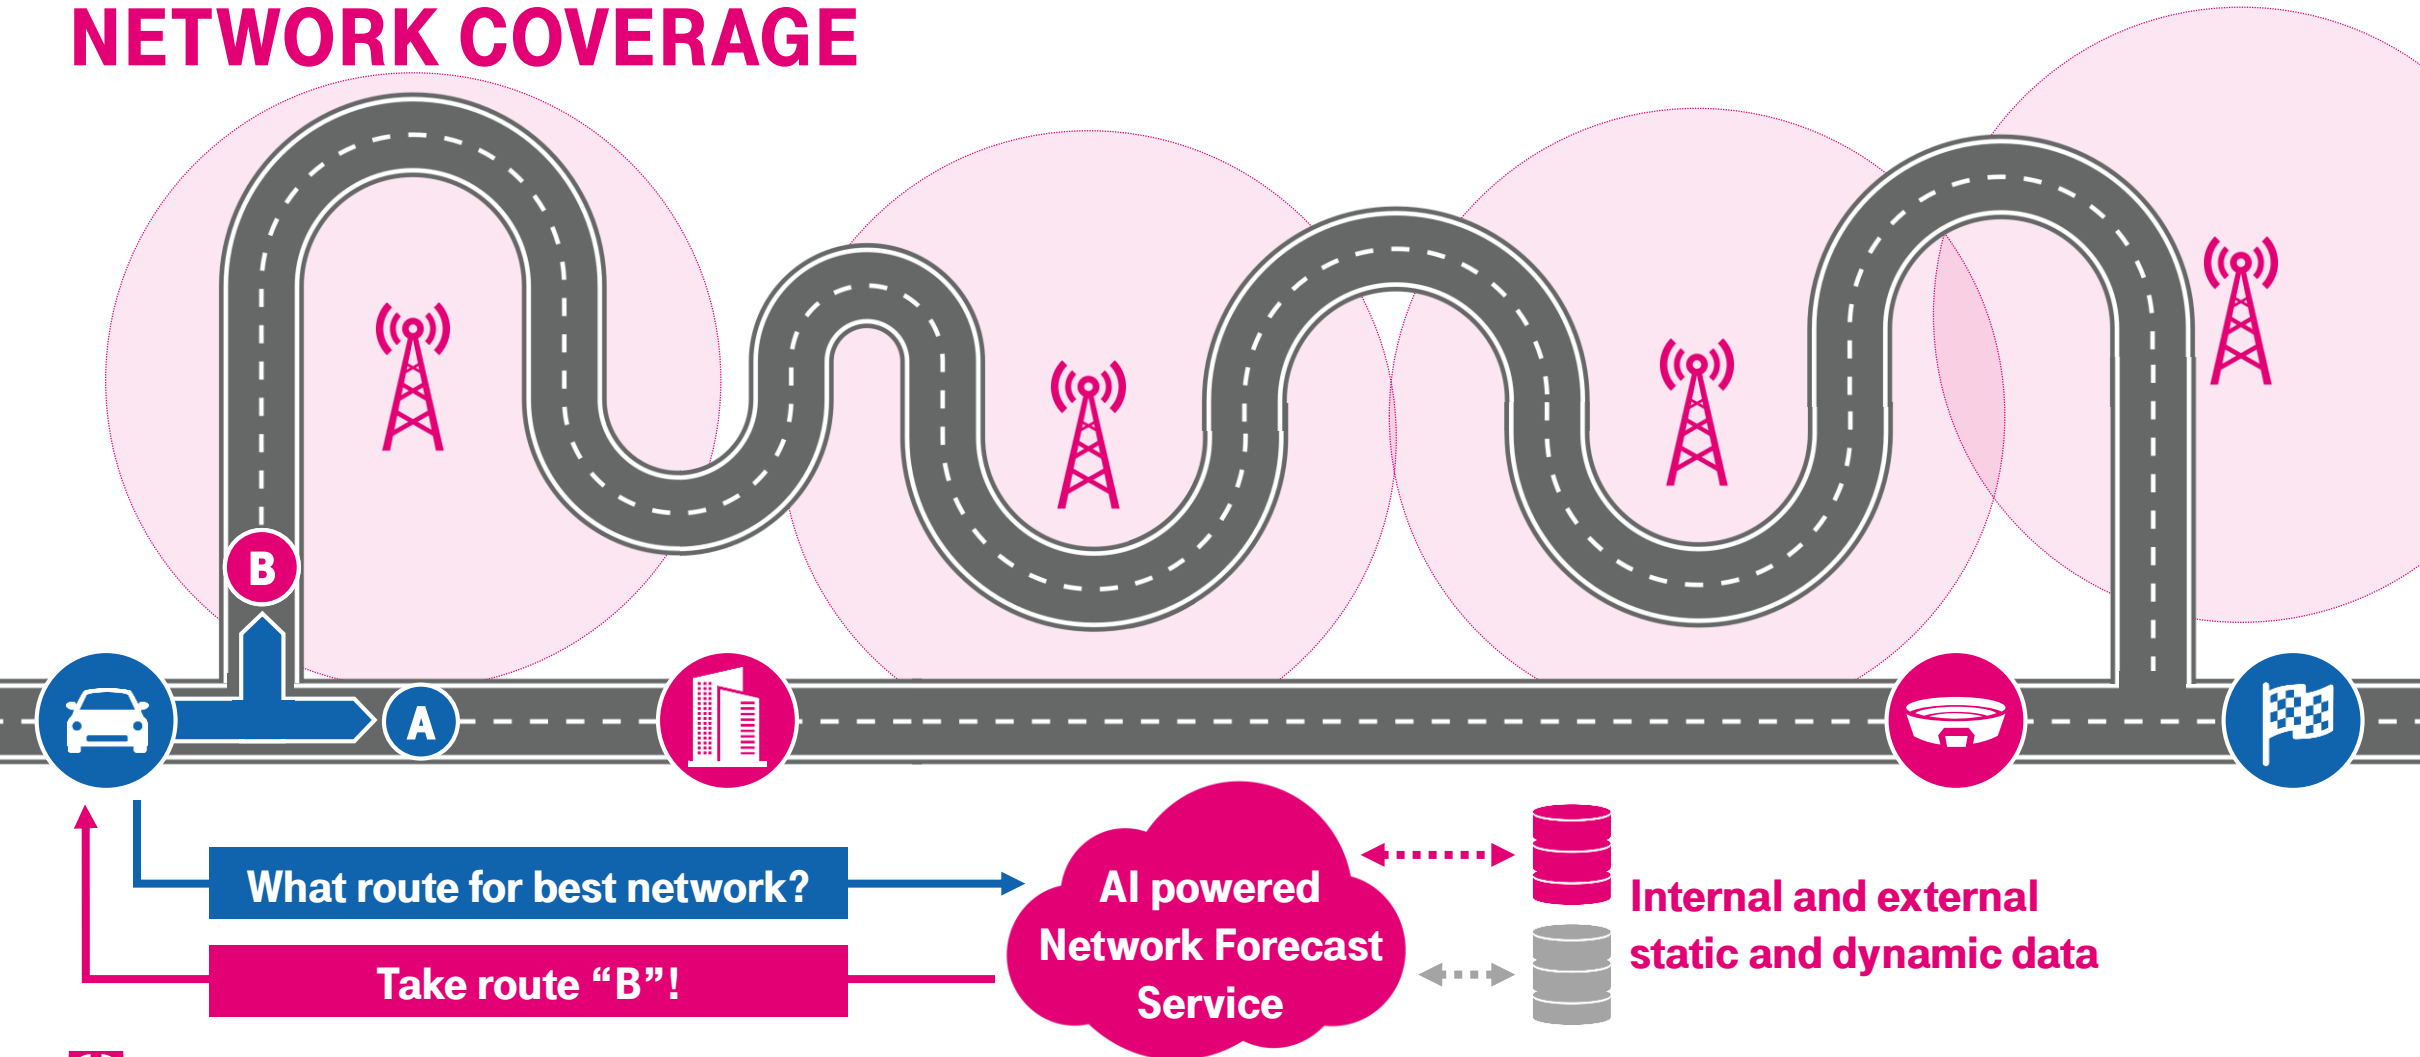 NETWORK COVERAGE
B
A
What route for best network?
Take route “B”!
AI powered
Network Forecast
Service
Internal and external
static and dynamic data